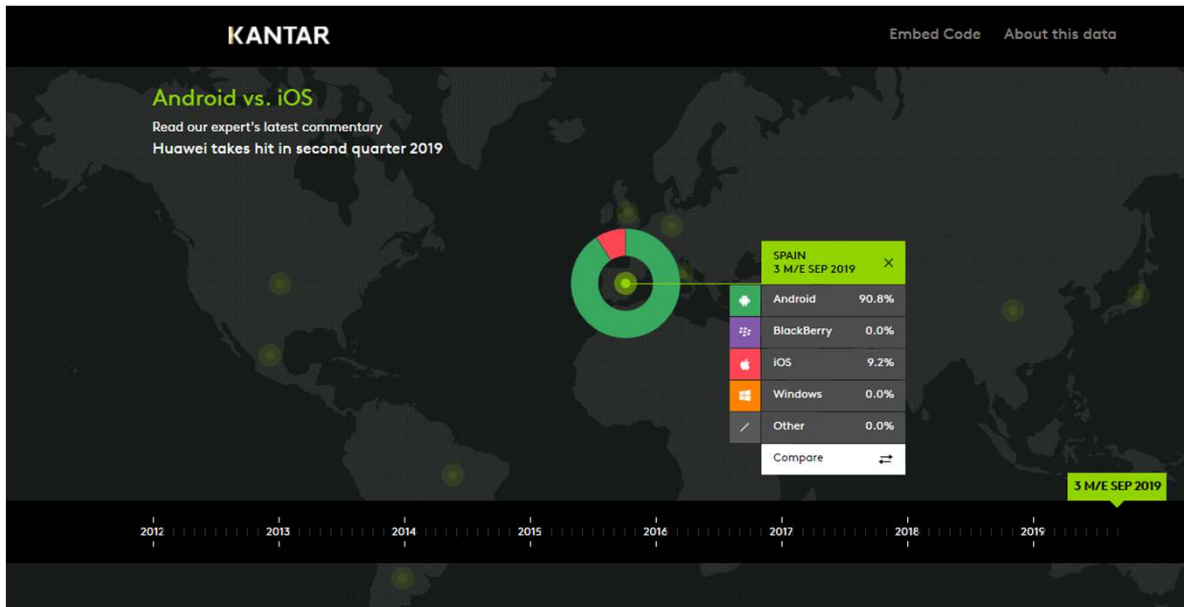 KANTAR
Embed Code
About this data
Android vs. iOS
Read our expert's latest commentary
Huawei takes hit in second quarter 2019
SPAIN
3 M/E SEP 2019
Android 90.8%
BlackBerry 0.0%
iOS 9.2%
Windows 0.0%
Other 0.0%
Compare
3 M/E SEP 2019
2012 2013 2014 2015 2016 2017 2018 2019